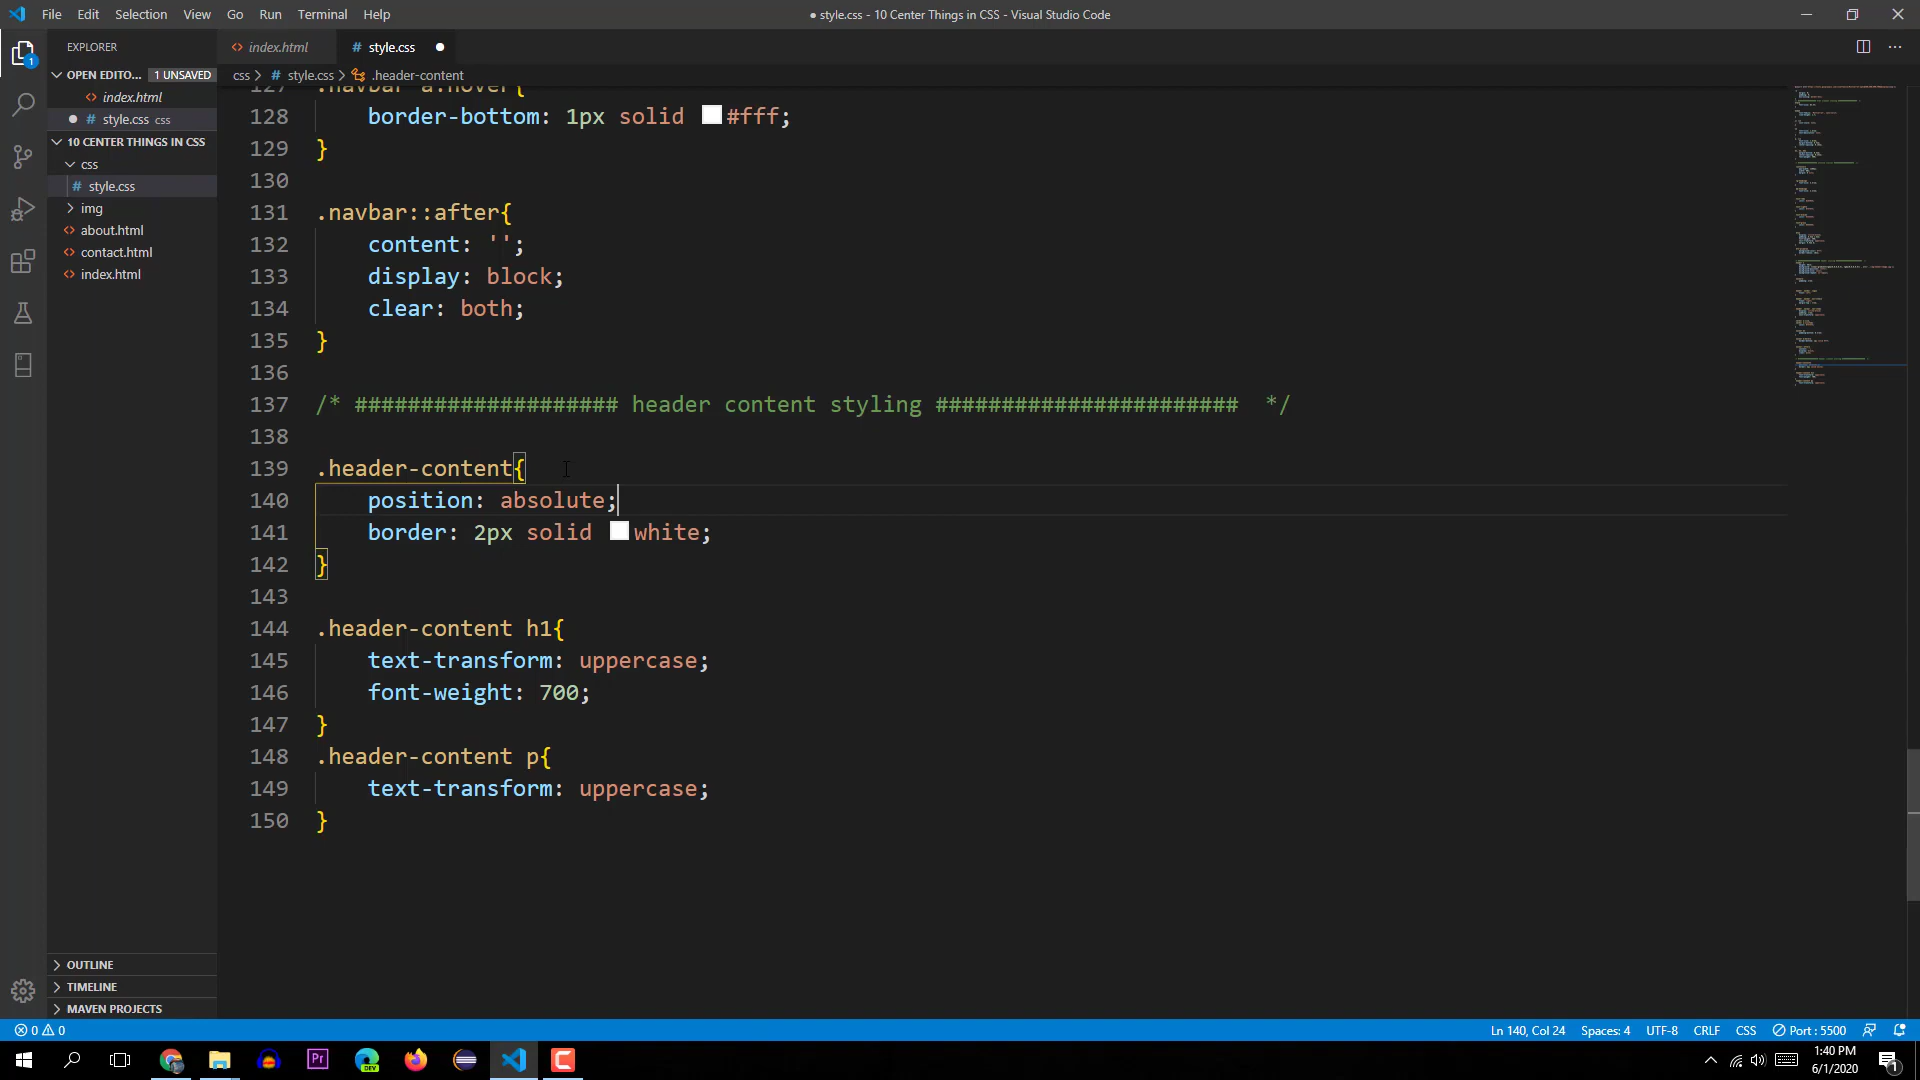 File Edit Selection View Go Run Terminal Help
● style.css - 10 Center Things in CSS - Visual Studio Code
EXPLORER
OPEN EDITO... 1 UNSAVED
<> index.html
● # style.css css
10 CENTER THINGS IN CSS
css
# style.css
img
<> about.html
<> contact.html
<> index.html
OUTLINE
TIMELINE
MAVEN PROJECTS
<> index.html # style.css ●
css > # style.css > .header-content
127 .navbar a:hover{
128 border-bottom: 1px solid #fff;
129 }
130
131 .navbar::after{
132 content: '';
133 display: block;
134 clear: both;
135 }
136
137 /* #################### header content styling ####################### */
138
139 .header-content{
140 position: absolute;
141 border: 2px solid white;
142 }
143
144 .header-content h1{
145 text-transform: uppercase;
146 font-weight: 700;
147 }
148 .header-content p{
149 text-transform: uppercase;
150 }
0 0 Ln 140, Col 24 Spaces: 4 UTF-8 CRLF CSS Port : 5500
Pr
DEV
1:40 PM
6/1/2020
1
1